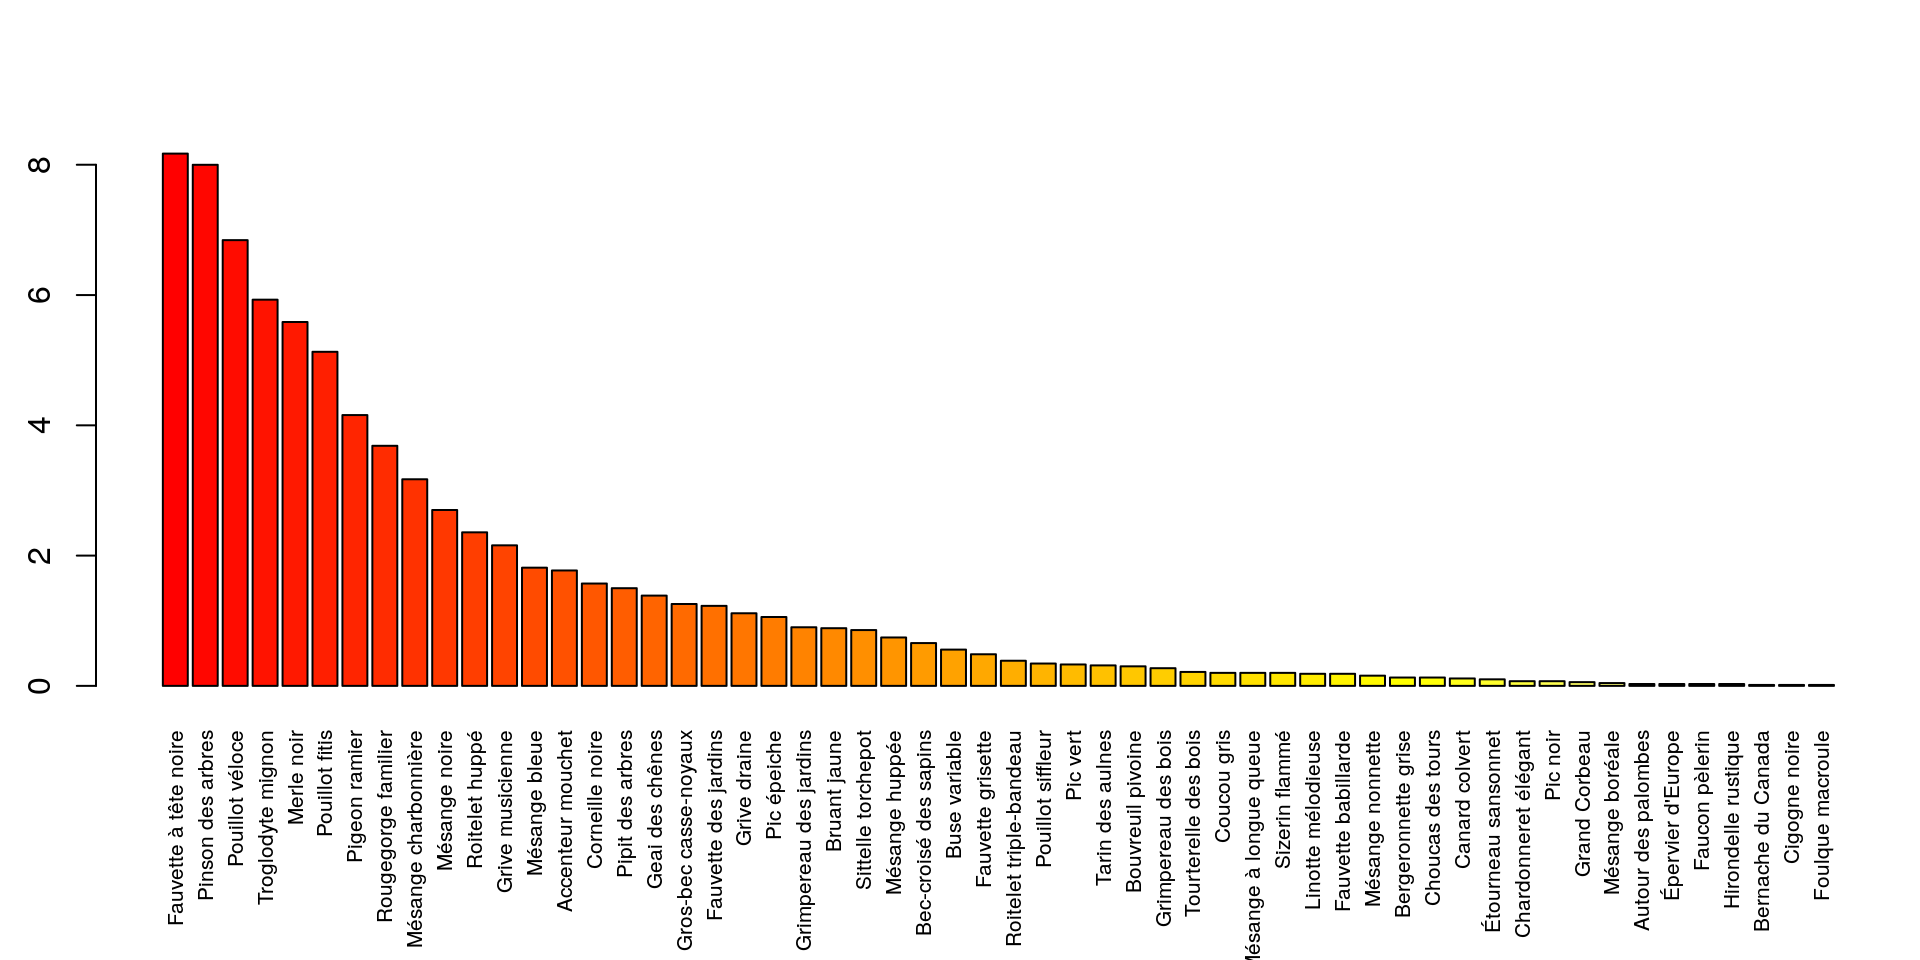 8
6
4
2
0
Fauvette à tête noire
Pinson des arbres
Pouillot véloce
Troglodyte mignon
Merle noir
Pouillot fitis
Pigeon ramier
Rougegorge familier
Mésange charbonnière
Mésange noire
Roitelet huppé
Grive musicienne
Mésange bleue
Accenteur mouchet
Corneille noire
Pipit des arbres
Geai des chênes
Gros-bec casse-noyaux
Fauvette des jardins
Grive draine
Pic épeiche
Grimpereau des jardins
Bruant jaune
Sittelle torchepot
Mésange huppée
Bec-croisé des sapins
Buse variable
Fauvette grisette
Roitelet triple-bandeau
Pouillot siffleur
Pic vert
Tarin des aulnes
Bouvreuil pivoine
Grimpereau des bois
Tourterelle des bois
Coucou gris
Mésange à longue queue
Sizerin flammé
Linotte mélodieuse
Fauvette babillarde
Mésange nonnette
Bergeronnette grise
Choucas des tours
Canard colvert
Étourneau sansonnet
Chardonneret élégant
Pic noir
Grand Corbeau
Mésange boréale
Autour des palombes
Épervier d'Europe
Faucon pèlerin
Hirondelle rustique
Bernache du Canada
Cigogne noire
Foulque macroule